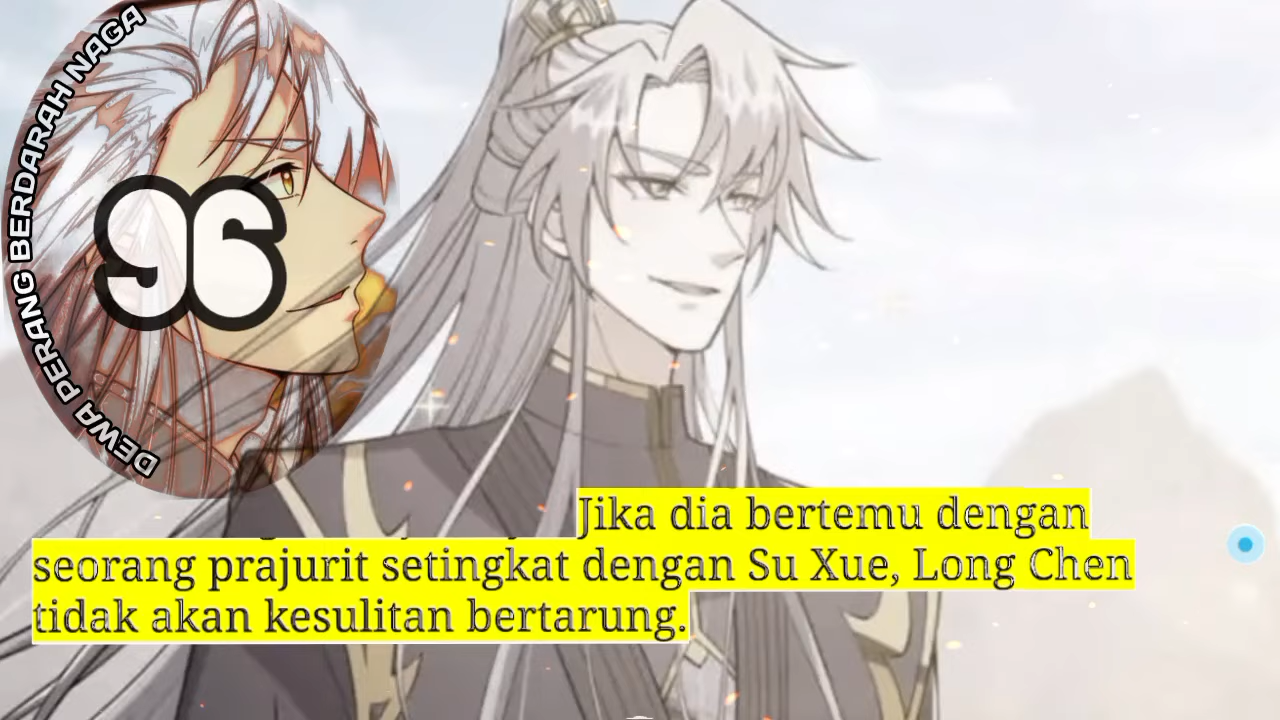 DEWA PERANG BERDARAH NAGA
96
Jika dia bertemu dengan
seorang prajurit setingkat dengan Su Xue, Long Chen
tidak akan kesulitan bertarung.